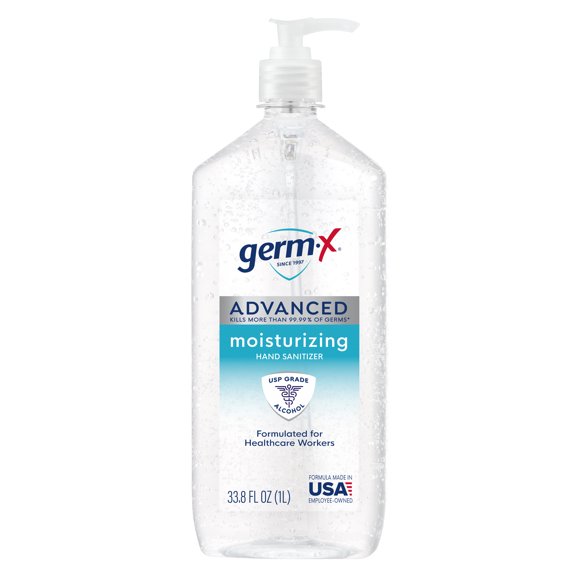 germ-X®
SINCE 1997
ADVANCED
KILLS MORE THAN 99.99% OF GERMS*
moisturizing
HAND SANITIZER
USP GRADE
ALCOHOL
Formulated for
Healthcare Workers
33.8 FL OZ (1L)
FORMULA MADE IN
USA
EMPLOYEE-OWNED